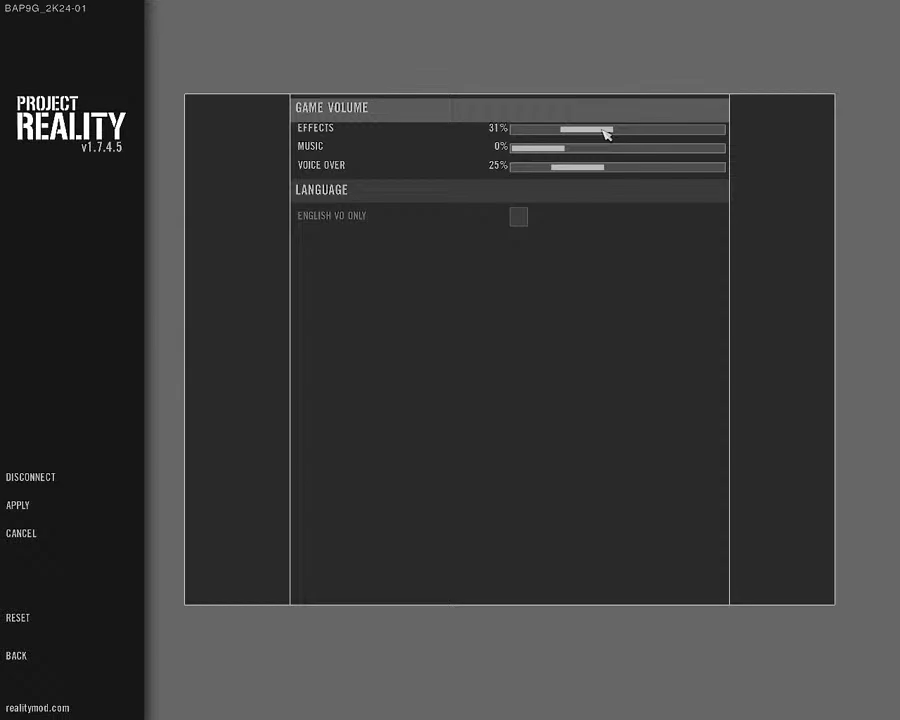 BAP9G_2K24-01
PROJECT
REALITY
v1.7.4.5
GAME VOLUME
EFFECTS 31%
MUSIC 0%
VOICE OVER 25%
LANGUAGE
ENGLISH VO ONLY
DISCONNECT
APPLY
CANCEL
RESET
BACK
realitymod.com